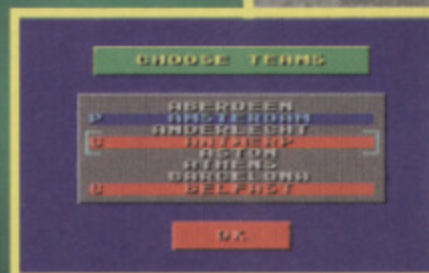 CHOOSE TEAMS
ABERDEEN
P AMSTERDAM
ANDERLECHT
C ANTWERP
ASTON
ATHENS
BARCELONA
C BELFAST
OK